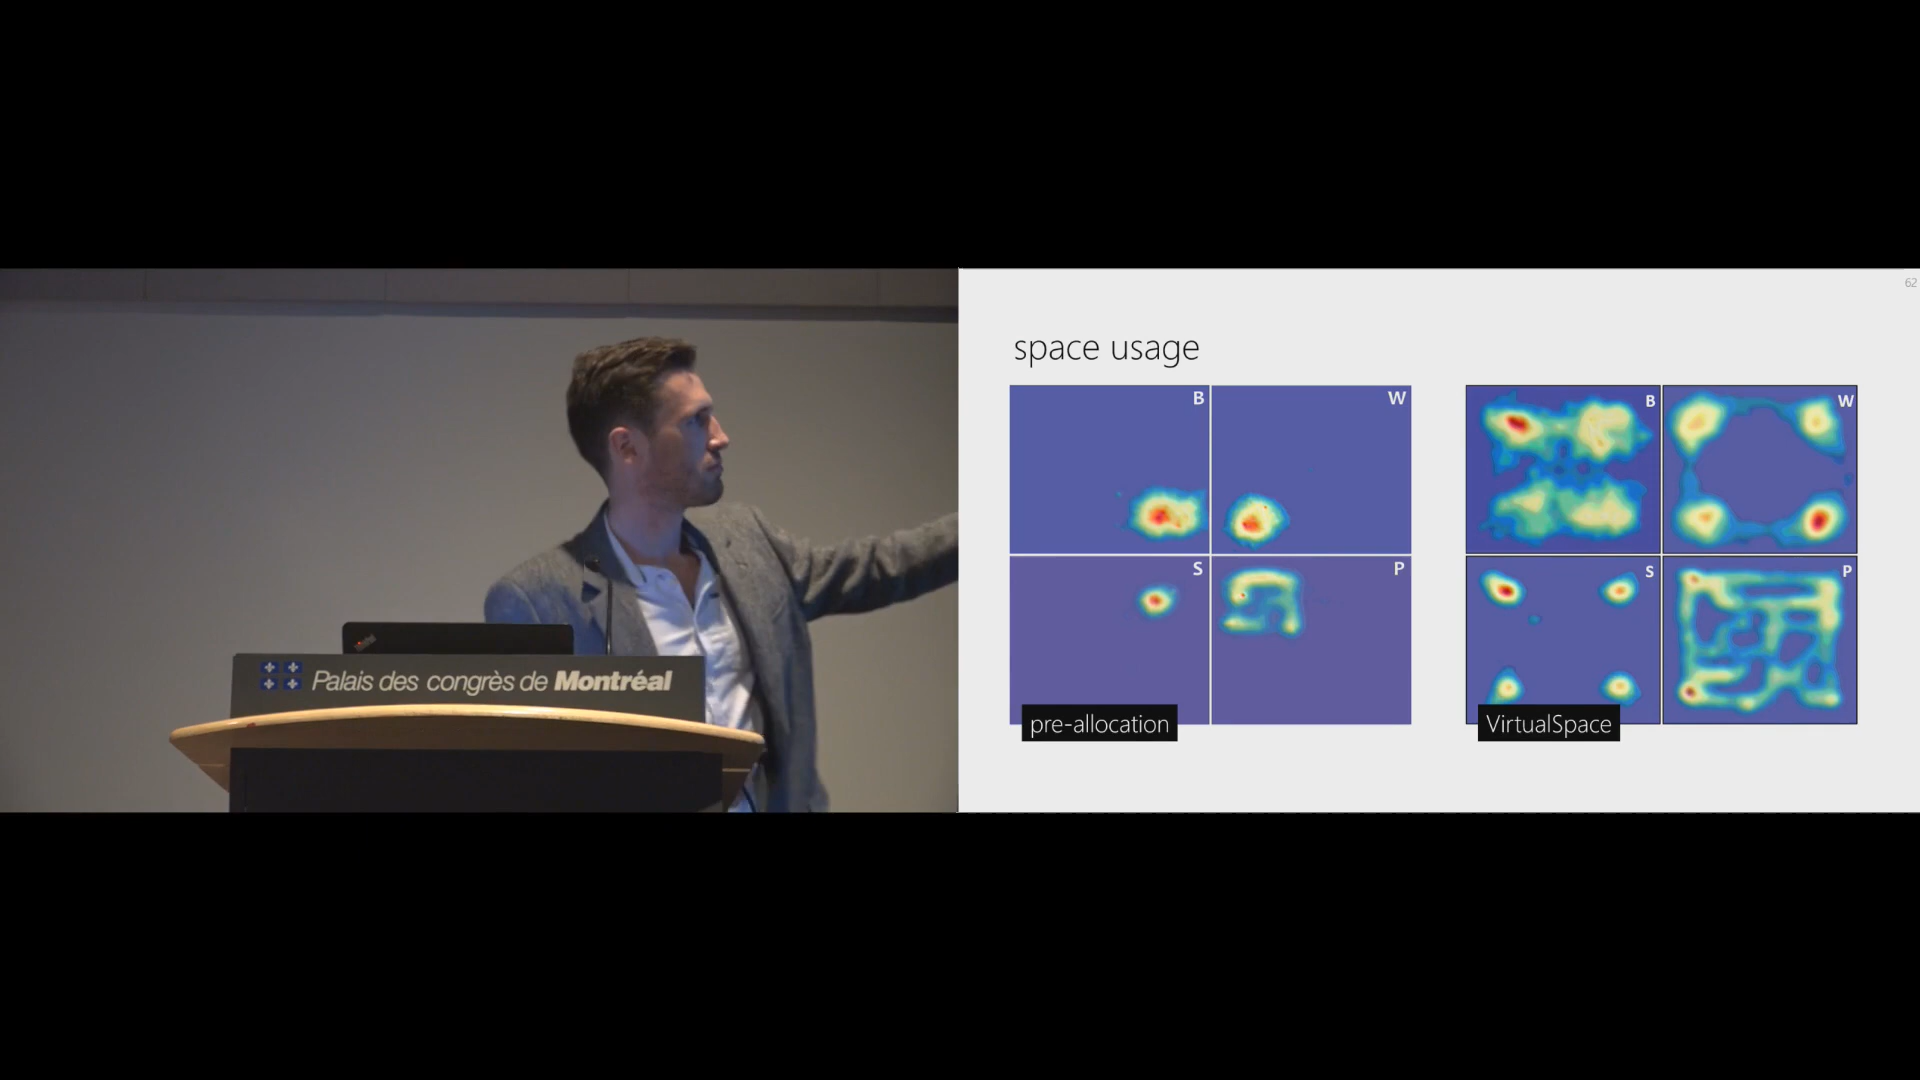 62
space usage
B
W
B
W
S
P
S
P
pre-allocation
VirtualSpace
Palais des congrès de Montréal